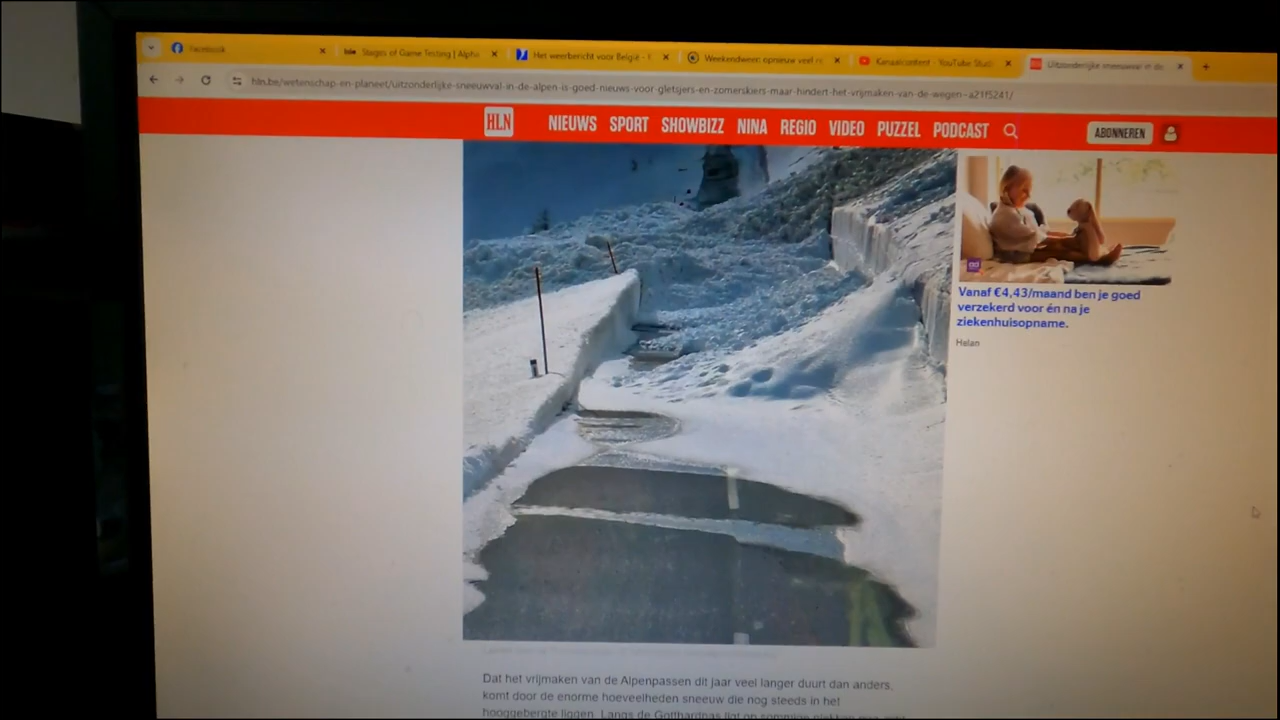 Facebook
Stages of Game Testing | Alpha
Het weerbericht voor België -
Weekendweer: opnieuw veel
Kanaalcontent - YouTube Stud
Uitzonderlijke sneeuwval in de
hln.be/wetenschap-en-planeet/uitzonderlijke-sneeuwval-in-de-alpen-is-goed-nieuws-voor-gletsjers-en-zomerskiers-maar-hindert-het-vrijmaken-van-de-wegen~a21f5241/
HLN NIEUWS SPORT SHOWBIZZ NINA REGIO VIDEO PUZZEL PODCAST ABONNEREN
Vanaf €4,43/maand ben je goed
verzekerd voor én na je
ziekenhuisopname.
Helan
Dat het vrijmaken van de Alpenpassen dit jaar veel langer duurt dan anders,
komt door de enorme hoeveelheden sneeuw die nog steeds in het
hooggebergte liggen. Langs de Gotthardpas ligt op sommige plekken